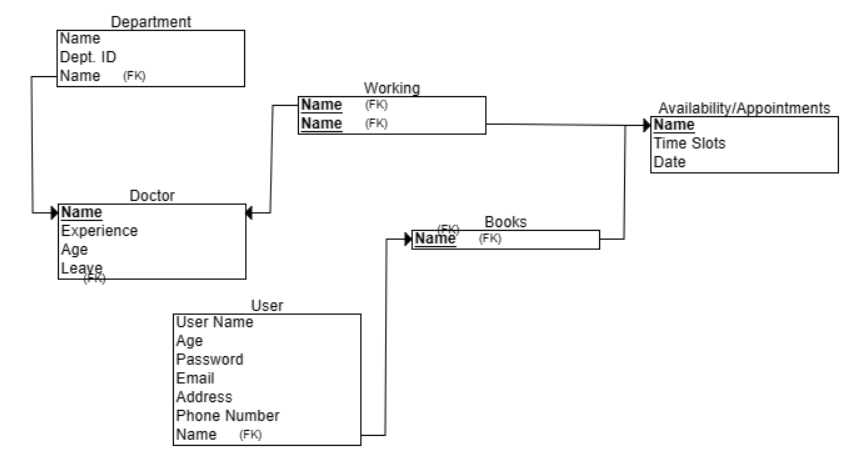 Department
Name
Dept. ID
Name (FK)
Working
Name (FK)
Name (FK)
Availability/Appointments
Name
Time Slots
Date
Doctor
Name
Experience
Age
Leave
(FK)
Books
(FK)
Name (FK)
User
User Name
Age
Password
Email
Address
Phone Number
Name (FK)